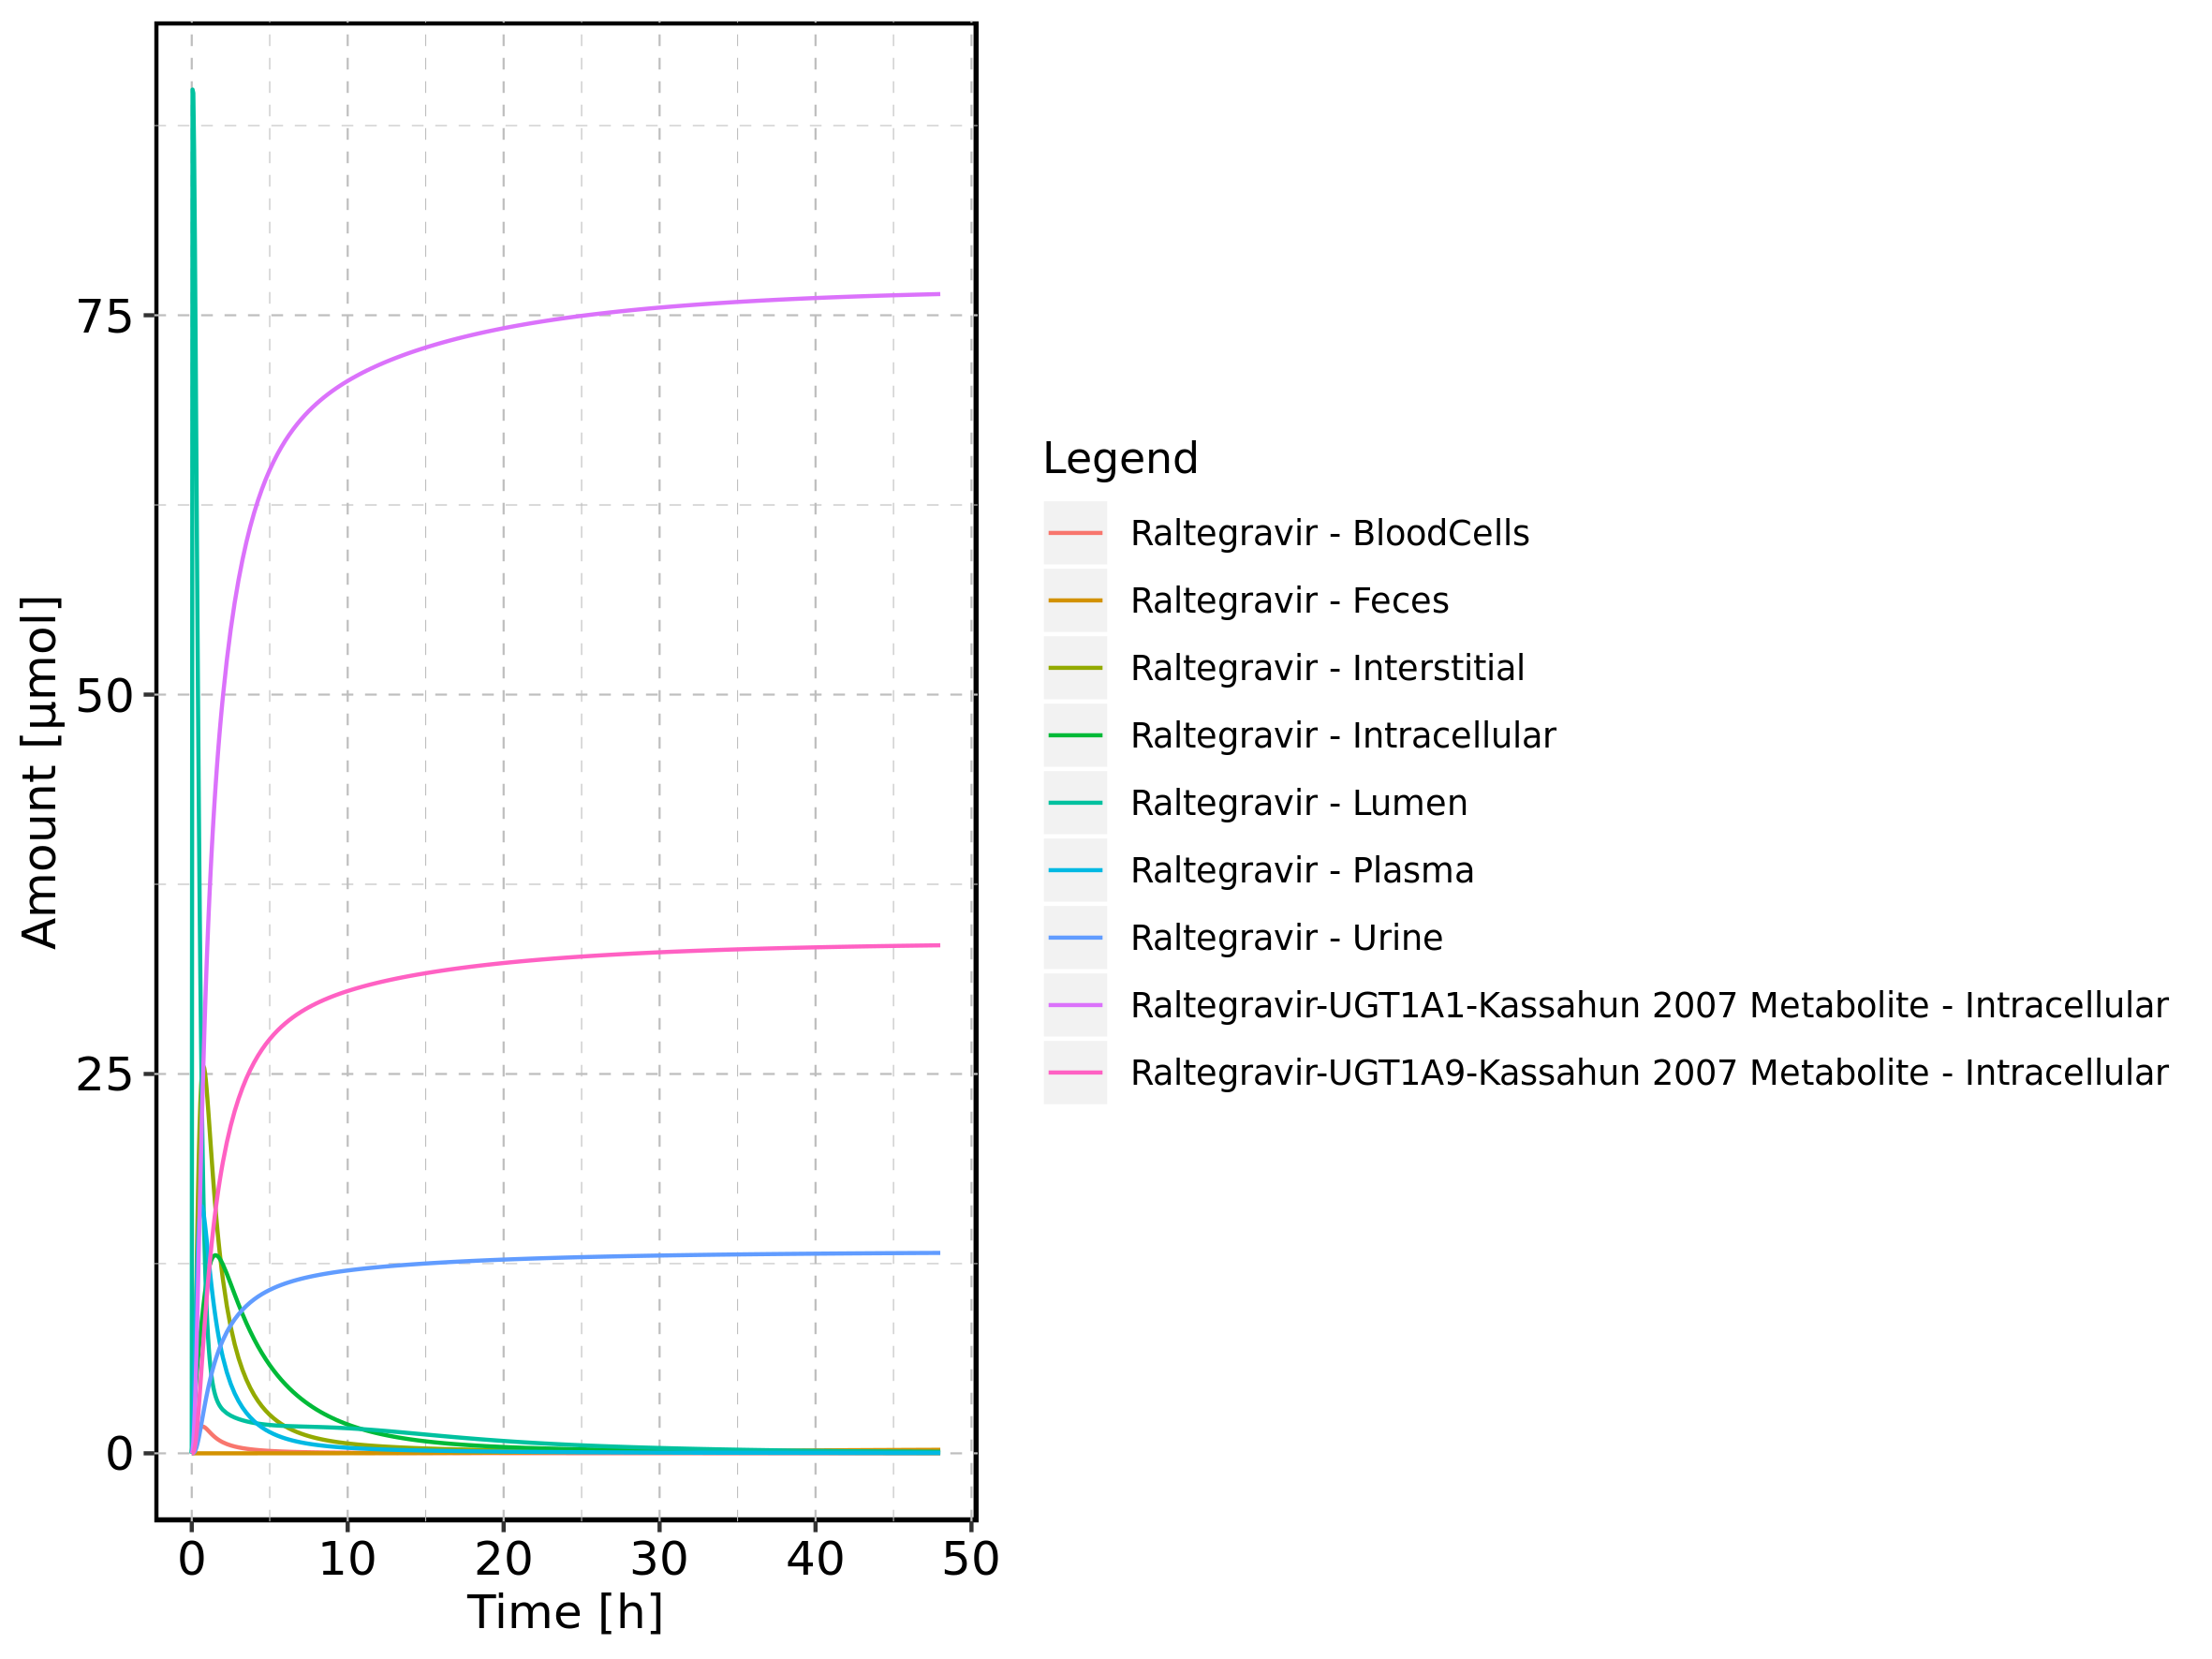 75
50
25
0
Amount [µmol]
0 10 20 30 40 50
Time [h]
Legend
Raltegravir - BloodCells
Raltegravir - Feces
Raltegravir - Interstitial
Raltegravir - Intracellular
Raltegravir - Lumen
Raltegravir - Plasma
Raltegravir - Urine
Raltegravir-UGT1A1-Kassahun 2007 Metabolite - Intracellular
Raltegravir-UGT1A9-Kassahun 2007 Metabolite - Intracellular